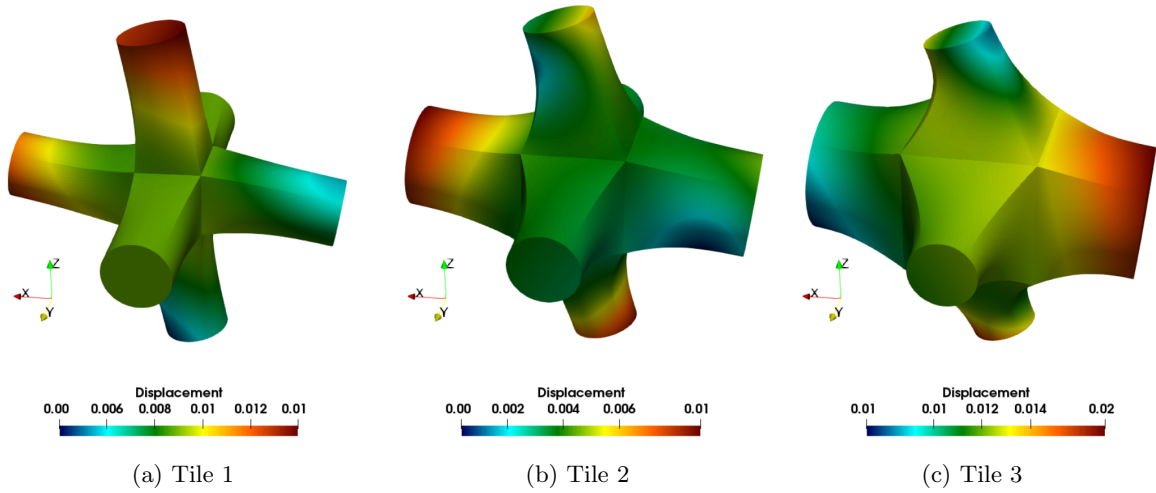 Z
X
Y
Z
X
Y
Z
X
Y
Displacement
0.00 0.006 0.008 0.01 0.012 0.01
Displacement
0.00 0.002 0.004 0.006 0.01
Displacement
0.01 0.01 0.012 0.014 0.02
(a) Tile 1
(b) Tile 2
(c) Tile 3